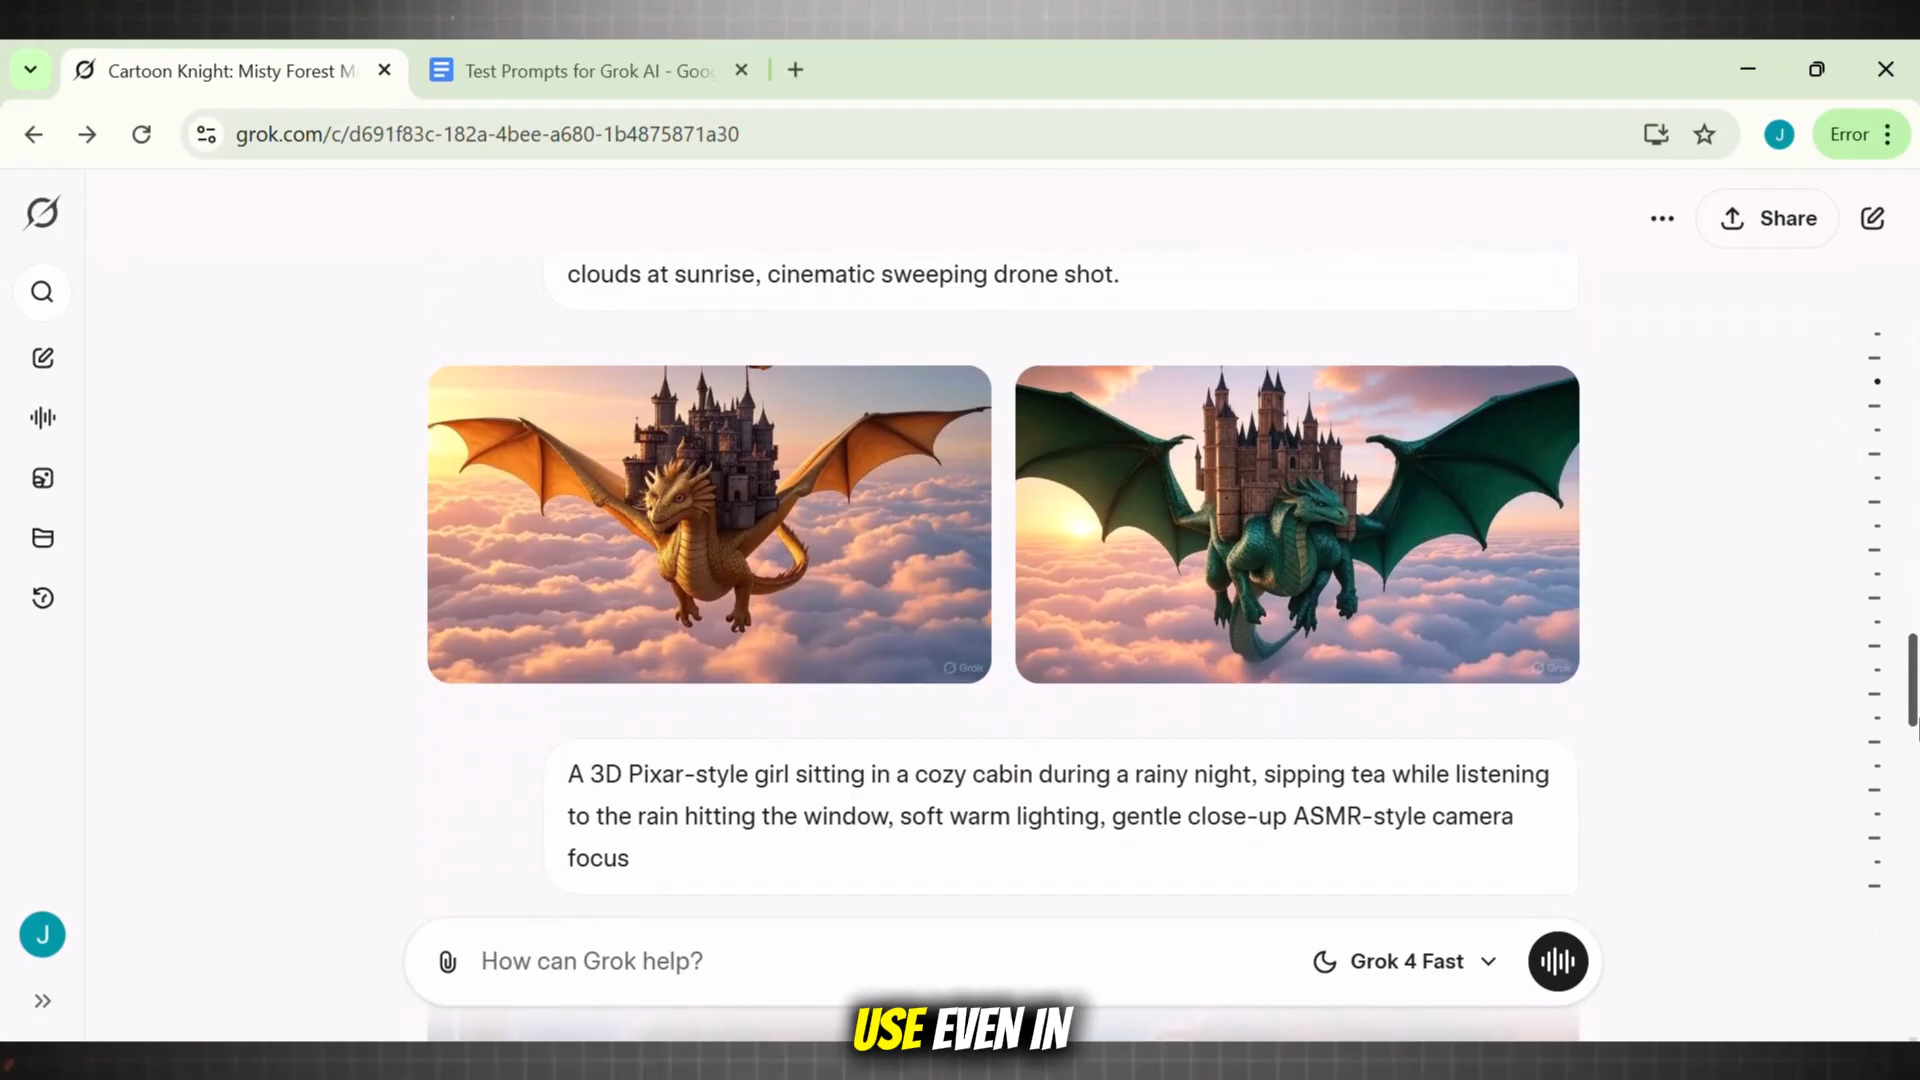 Cartoon Knight: Misty Forest M
Test Prompts for Grok AI - Goo
grok.com/c/d691f83c-182a-4bee-a680-1b4875871a30
J
Error
Share
clouds at sunrise, cinematic sweeping drone shot.
Grok
Grok
A 3D Pixar-style girl sitting in a cozy cabin during a rainy night, sipping tea while listening
to the rain hitting the window, soft warm lighting, gentle close-up ASMR-style camera
focus
J
How can Grok help?
Grok 4 Fast
USE EVEN IN